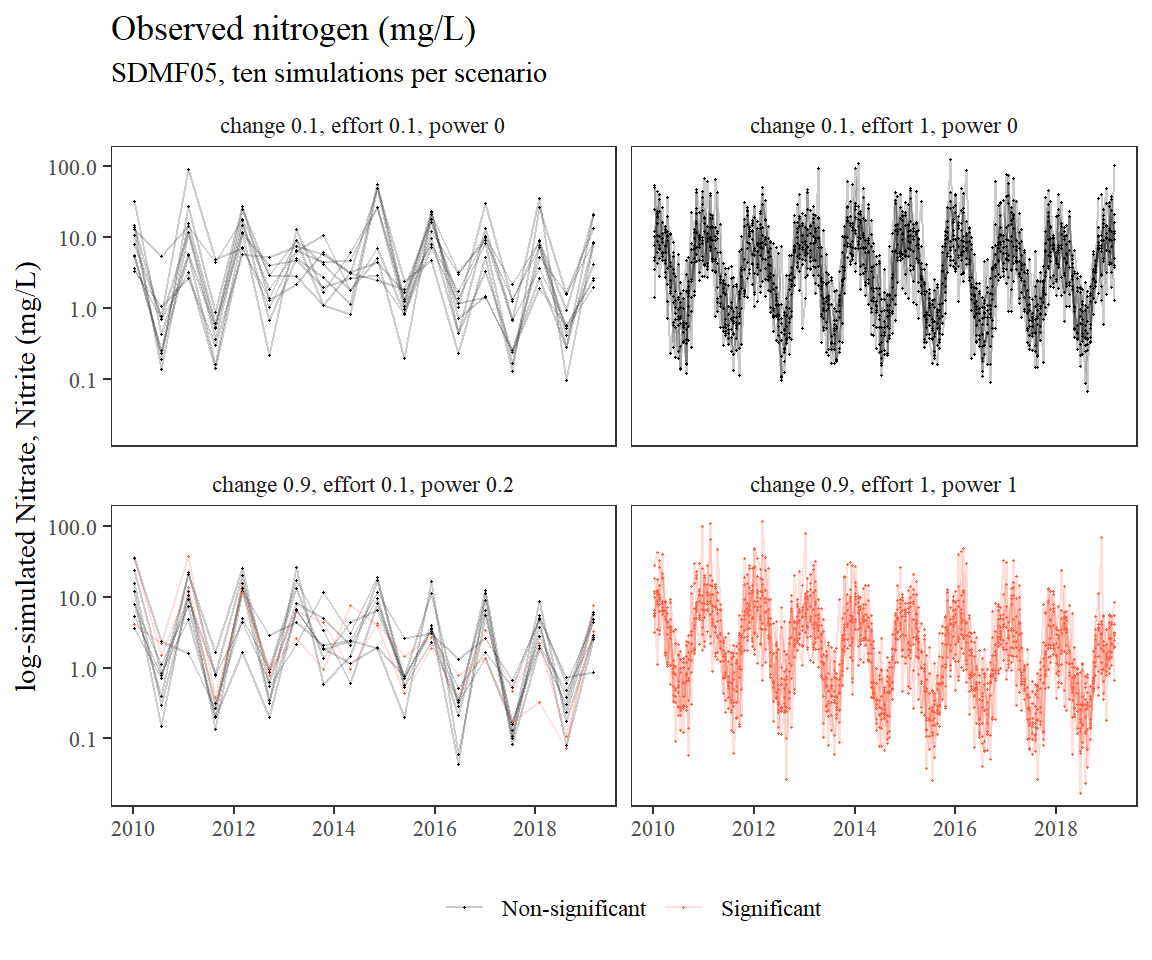 Observed nitrogen (mg/L)
SDMF05, ten simulations per scenario
log-simulated Nitrate, Nitrite (mg/L)
change 0.1, effort 0.1, power 0
change 0.1, effort 1, power 0
100.0
10.0
1.0
0.1
change 0.9, effort 0.1, power 0.2
change 0.9, effort 1, power 1
100.0
10.0
1.0
0.1
2010 2012 2014 2016 2018
2010 2012 2014 2016 2018
Non-significant Significant